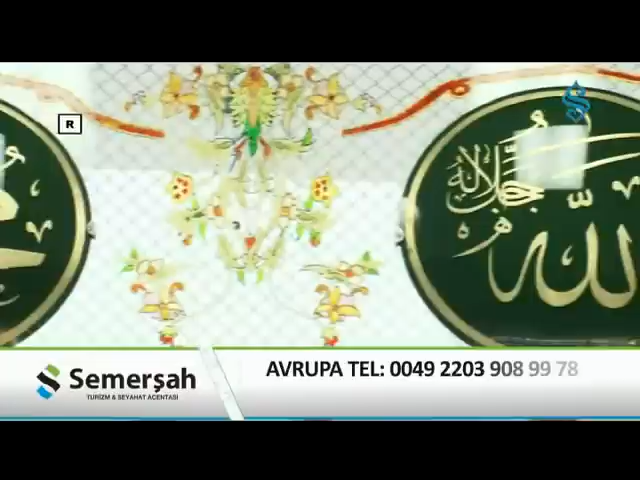 R
جل جلاله
الله
Semerşah
TURİZM & SEYAHAT ACENTASI
AVRUPA TEL: 0049 2203 908 99 78